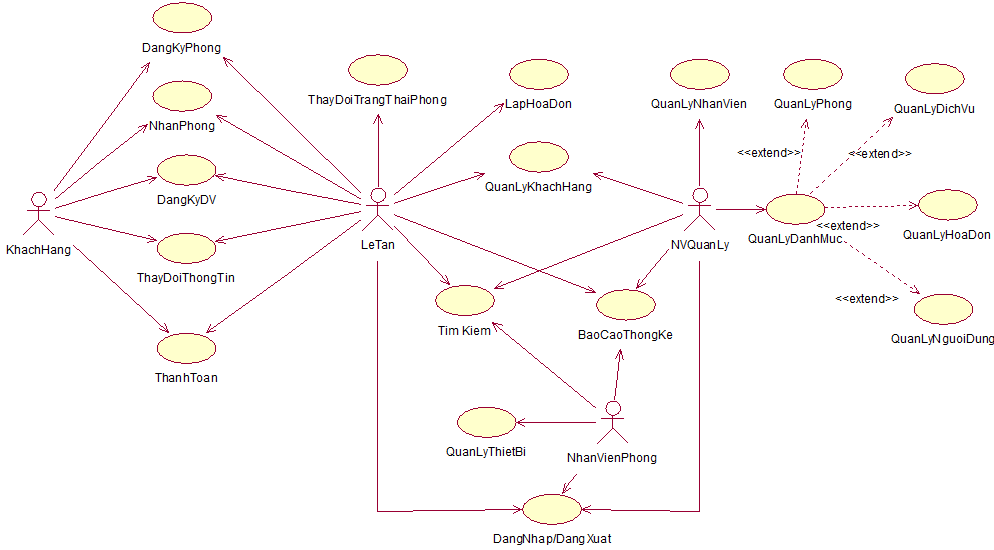 DangKyPhong
ThayDoiTrangThaiPhong
LapHoaDon
QuanLyNhanVien
QuanLyPhong
QuanLyDichVu
NhanPhong
<<extend>>
<<extend>>
DangKyDV
QuanLyKhachHang
KhachHang
LeTan
NVQuanLy
QuanLyDanhMuc
<<extend>>
QuanLyHoaDon
ThayDoiThongTin
<<extend>>
Tim Kiem
BaoCaoThongKe
QuanLyNguoiDung
ThanhToan
QuanLyThietBi
NhanVienPhong
DangNhap/DangXuat